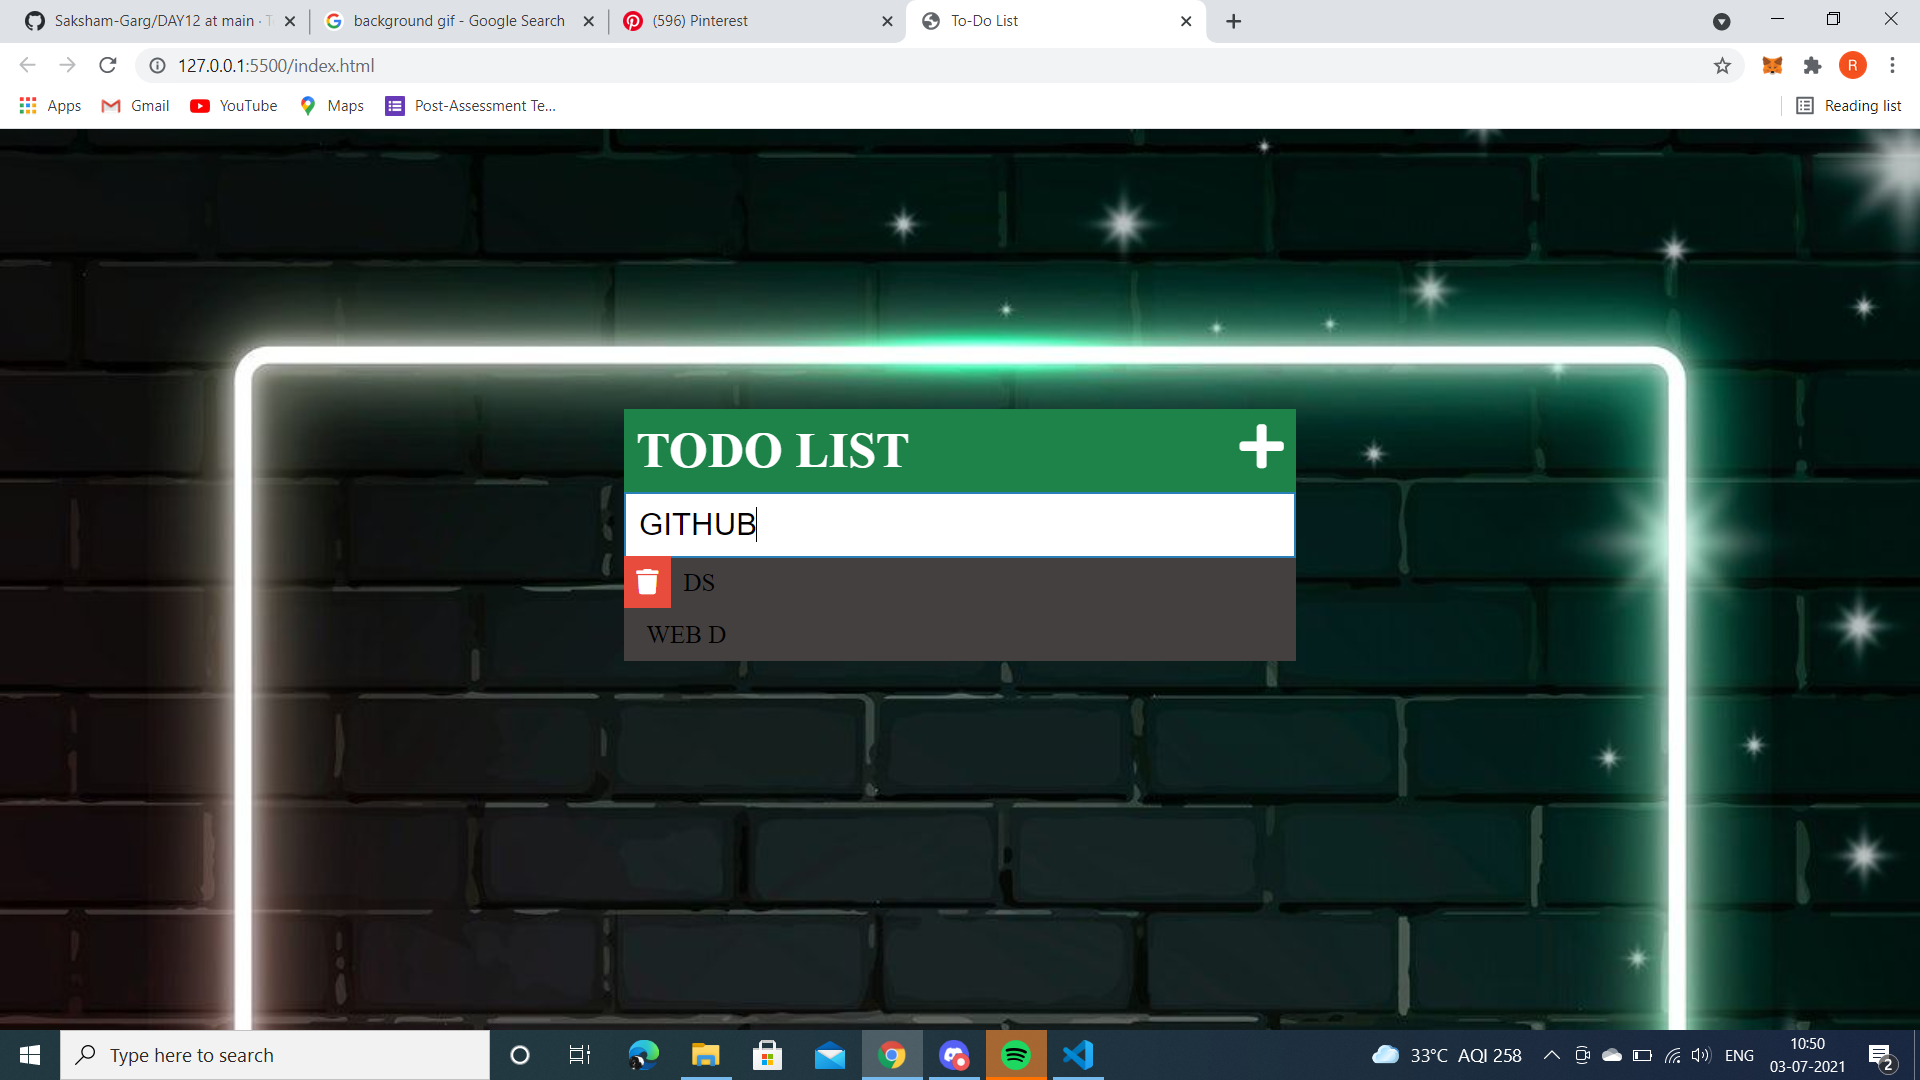 Saksham-Garg/DAY12 at main · T
background gif - Google Search
(596) Pinterest
To-Do List
127.0.0.1:5500/index.html
R
Apps
Gmail
YouTube
Maps
Post-Assessment Te...
Reading list
TODO LIST
GITHUB
DS
WEB D
Type here to search
33°C AQI 258
ENG
10:50
03-07-2021
2